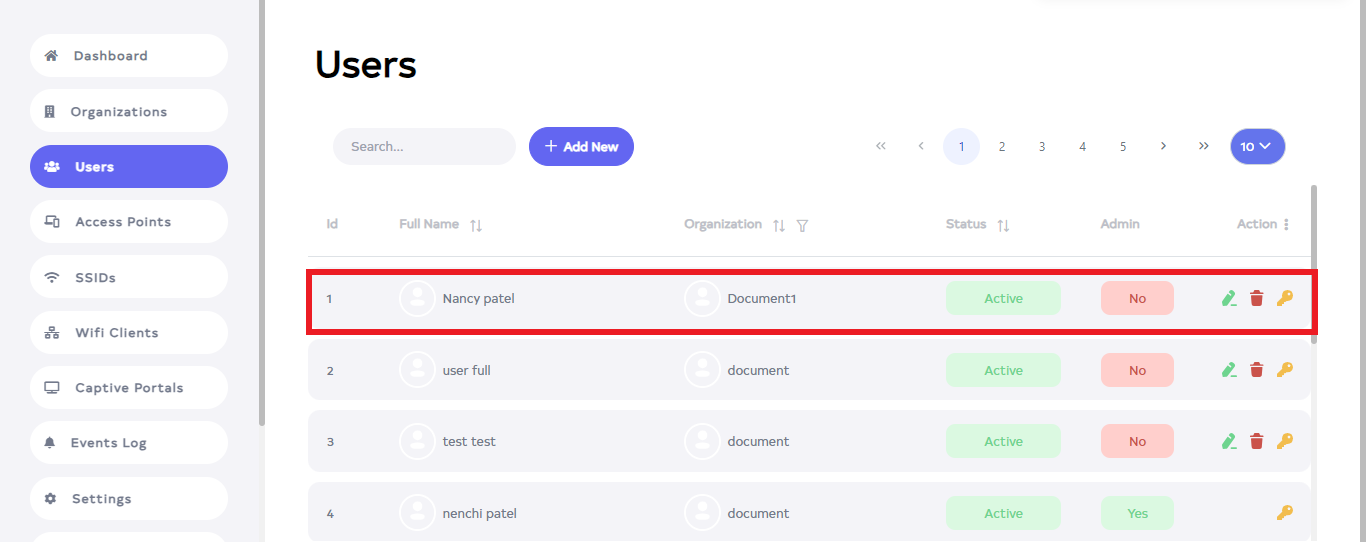 Dashboard
Organizations
Users
Access Points
SSIDs
Wifi Clients
Captive Portals
Events Log
Settings
Users
Search...
+ Add New
« ‹ 1 2 3 4 5 › »
10
Id Full Name Organization Status Admin Action
1 Nancy patel Document1 Active No
2 user full document Active No
3 test test document Active No
4 nenchi patel document Active Yes